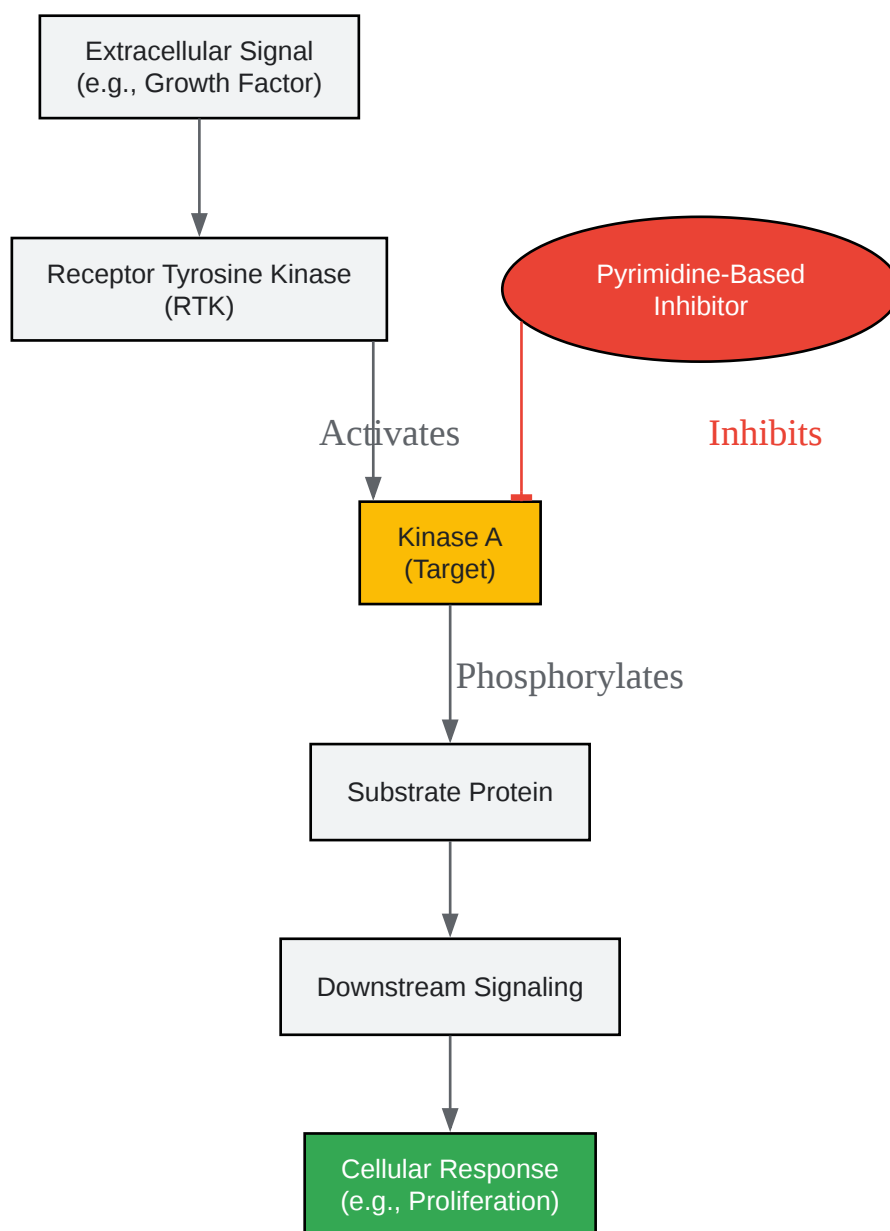 Extracellular Signal
(e.g., Growth Factor)
Receptor Tyrosine Kinase
(RTK)
Pyrimidine-Based
Inhibitor
Activates
Inhibits
Kinase A
(Target)
Phosphorylates
Substrate Protein
Downstream Signaling
Cellular Response
(e.g., Proliferation)